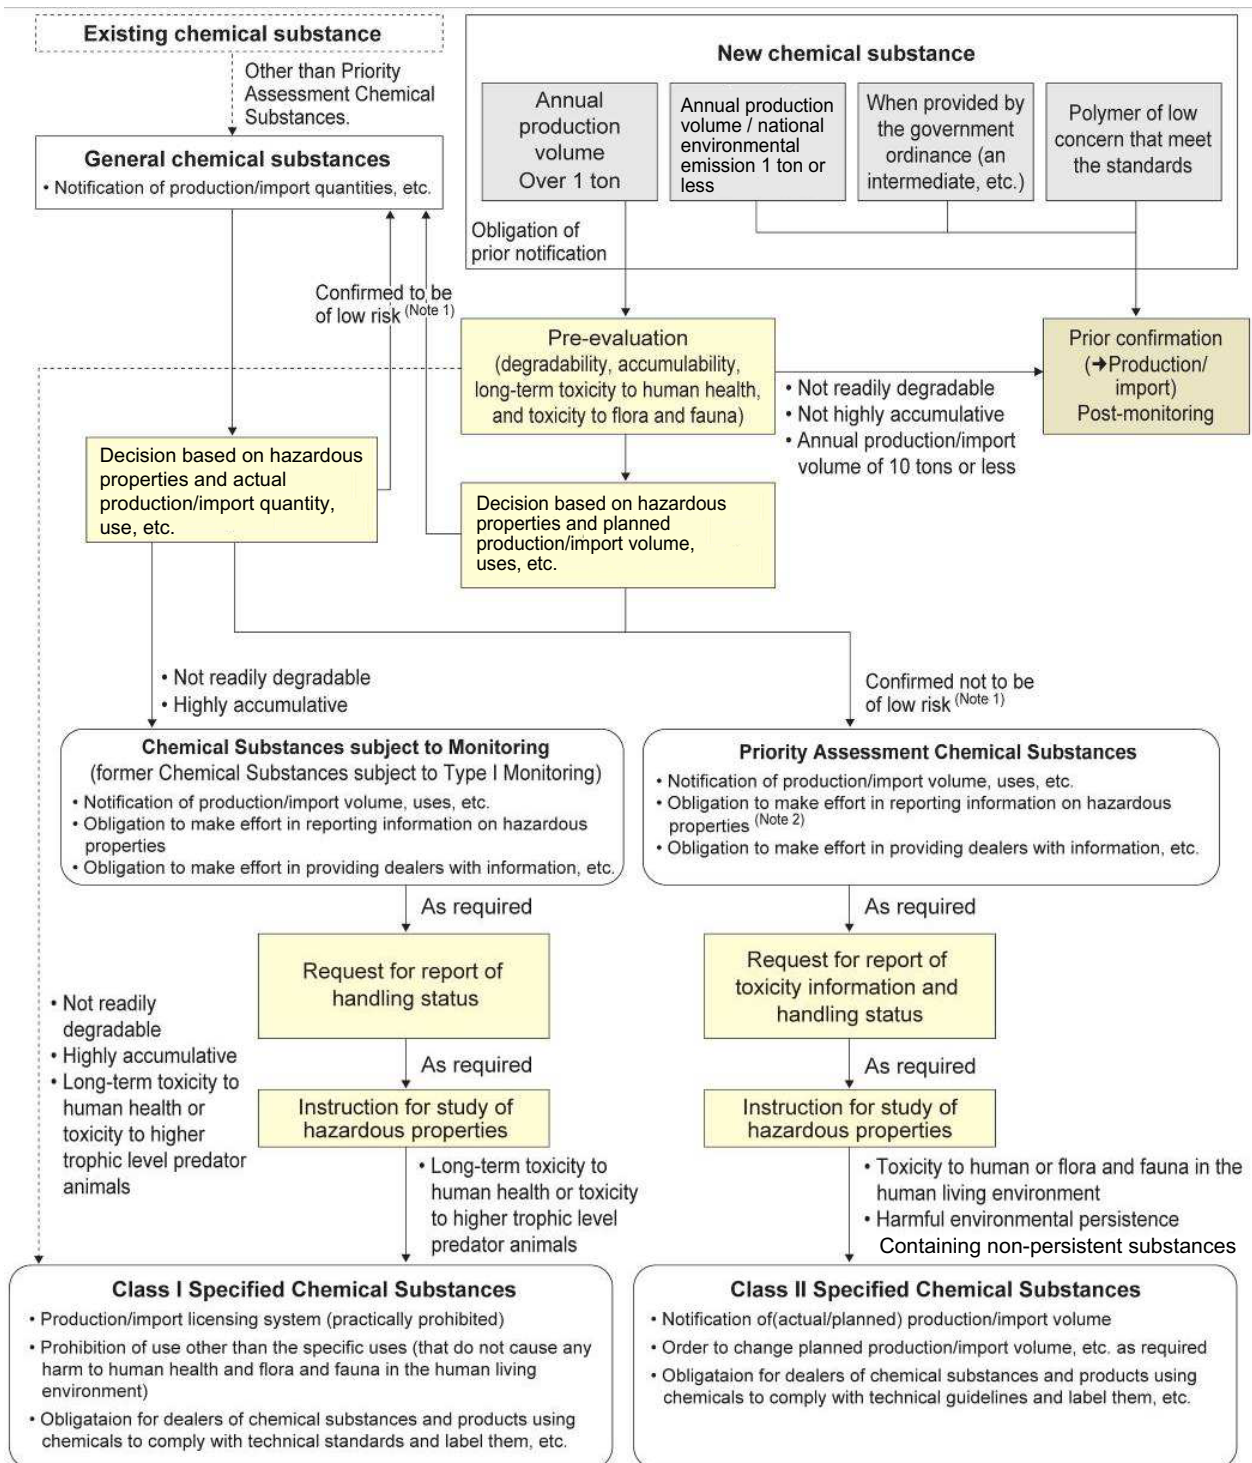 Existing chemical substance
Other than Priority
Assessment Chemical
Substances.
General chemical substances
• Notification of production/import quantities, etc.
New chemical substance
Annual
production
volume
Over 1 ton
Annual production
volume / national
environmental
emission 1 ton or
less
When provided by
the government
ordinance (an
intermediate, etc.)
Polymer of low
concern that meet
the standards
Obligation of
prior notification
Confirmed to be
of low risk (Note 1)
Pre-evaluation
(degradability, accumulability,
long-term toxicity to human health,
and toxicity to flora and fauna)
• Not readily degradable
• Not highly accumulative
• Annual production/import
volume of 10 tons or less
Prior confirmation
(➔Production/
import)
Post-monitoring
Decision based on hazardous
properties and actual
production/import quantity,
use, etc.
Decision based on hazardous
properties and planned
production/import volume,
uses, etc.
• Not readily degradable
• Highly accumulative
Confirmed not to be
of low risk (Note 1)
Chemical Substances subject to Monitoring
(former Chemical Substances subject to Type I Monitoring)
• Notification of production/import volume, uses, etc.
• Obligation to make effort in reporting information on hazardous
properties
• Obligation to make effort in providing dealers with information, etc.
Priority Assessment Chemical Substances
• Notification of production/import volume, uses, etc.
• Obligation to make effort in reporting information on hazardous
properties (Note 2)
• Obligation to make effort in providing dealers with information, etc.
As required
Request for report of
handling status
As required
Instruction for study of
hazardous properties
As required
Request for report of
toxicity information and
handling status
As required
Instruction for study of
hazardous properties
• Not readily
degradable
• Highly accumulative
• Long-term toxicity to
human health or
toxicity to higher
trophic level predator
animals
• Long-term toxicity to
human health or toxicity
to higher trophic level
predator animals
• Toxicity to human or flora and fauna in the
human living environment
• Harmful environmental persistence
Containing non-persistent substances
Class I Specified Chemical Substances
• Production/import licensing system (practically prohibited)
• Prohibition of use other than the specific uses (that do not cause any
harm to human health and flora and fauna in the human living
environment)
• Obligataion for dealers of chemical substances and products using
chemicals to comply with technical standards and label them, etc.
Class II Specified Chemical Substances
• Notification of(actual/planned) production/import volume
• Order to change planned production/import volume, etc. as required
• Obligataion for dealers of chemical substances and products using
chemicals to comply with technical guidelines and label them, etc.